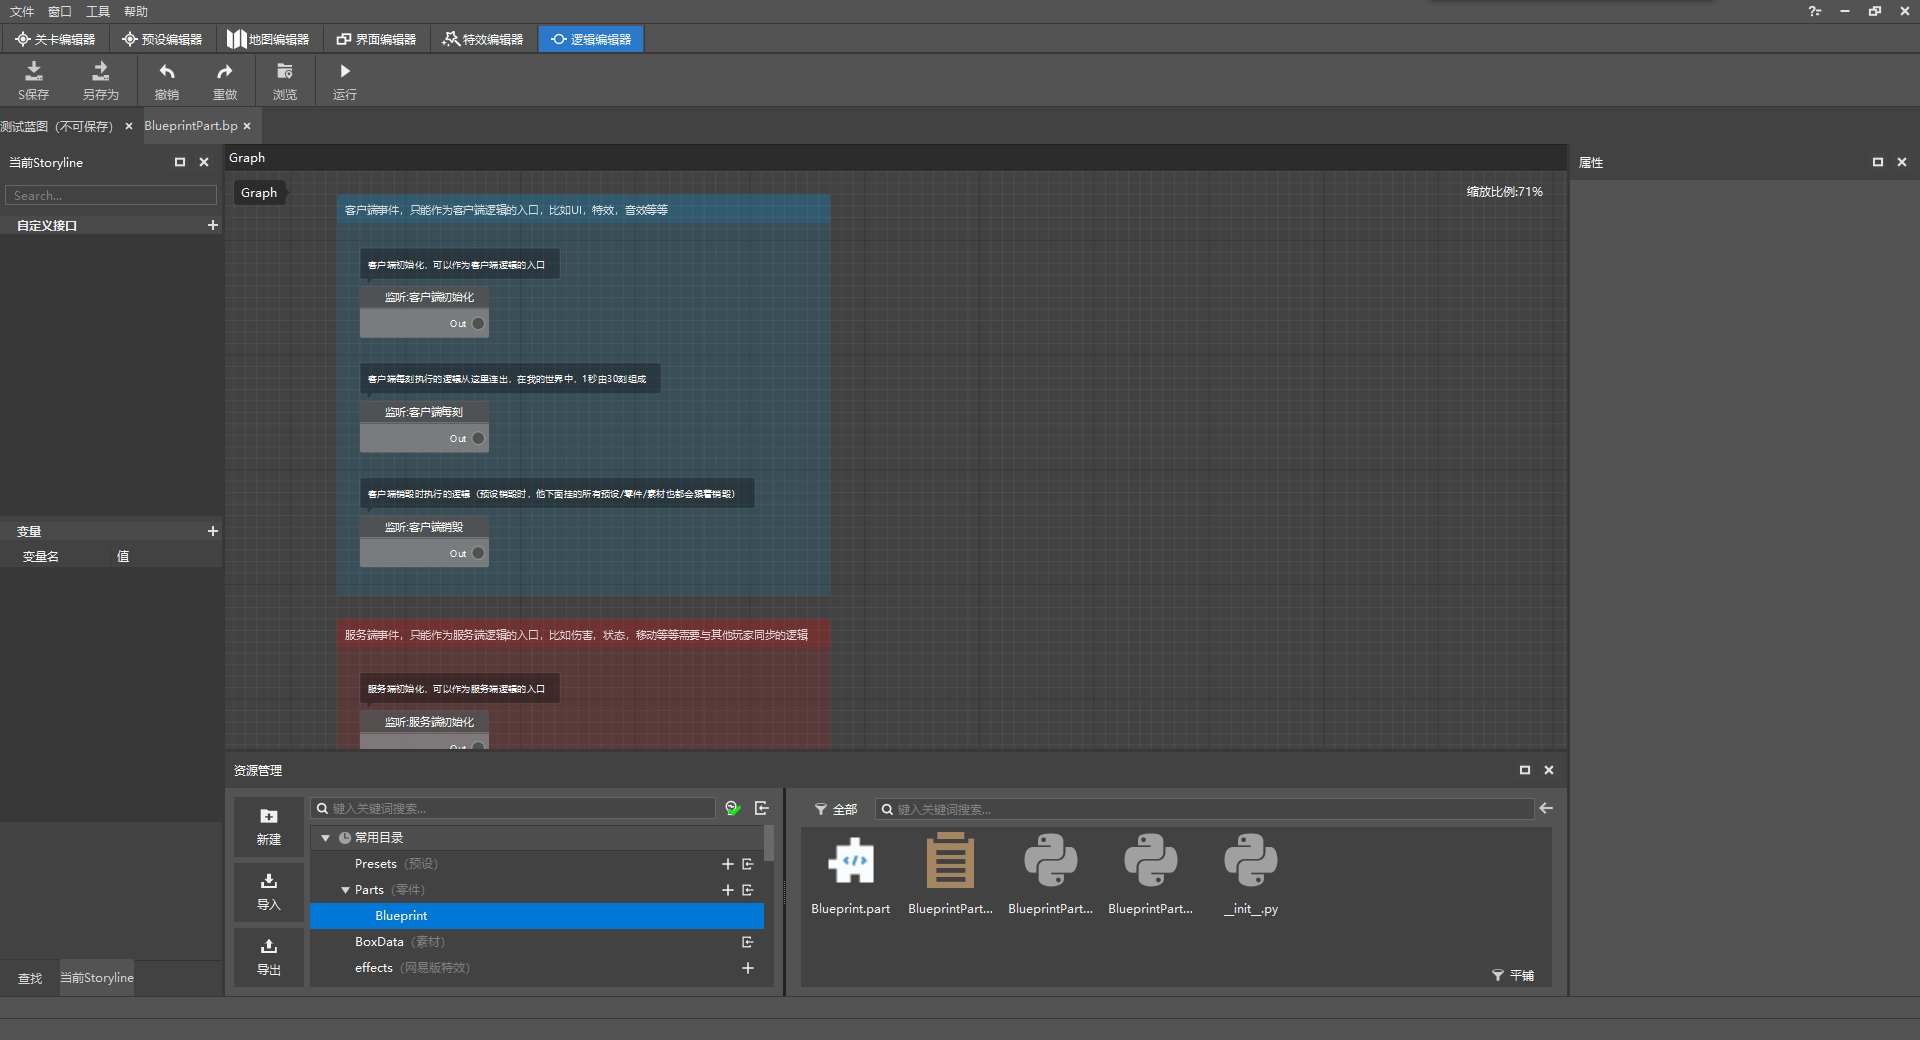 文件 窗口 工具 帮助
关卡编辑器 预设编辑器 地图编辑器 界面编辑器 特效编辑器 逻辑编辑器
S保存 另存为 撤销 重做 浏览 运行
测试蓝图（不可保存） BlueprintPart.bp
当前Storyline
Search...
自定义接口
变量
变量名 值
查找 当前Storyline
Graph
Graph
缩放比例:71%
客户端事件，只能作为客户端逻辑的入口，比如UI，特效，音效等等
客户端初始化，可以作为客户端逻辑的入口
监听:客户端初始化
Out
客户端每刻执行的逻辑从这里连出，在我的世界中，1秒由30刻组成
监听:客户端每刻
Out
客户端销毁时执行的逻辑（预设销毁时，他下面挂的所有预设/零件/素材也都会跟着销毁）
监听:客户端销毁
Out
服务端事件，只能作为服务端逻辑的入口，比如伤害，状态，移动等等需要与其他玩家同步的逻辑
服务端初始化，可以作为服务端逻辑的入口
监听:服务端初始化
Out
属性
资源管理
新建
导入
导出
键入关键词搜索...
常用目录
Presets（预设）
Parts（零件）
Blueprint
BoxData（素材）
effects（网易版特效）
全部 键入关键词搜索...
Blueprint.part BlueprintPart... BlueprintPart... BlueprintPart... __init__.py
平铺